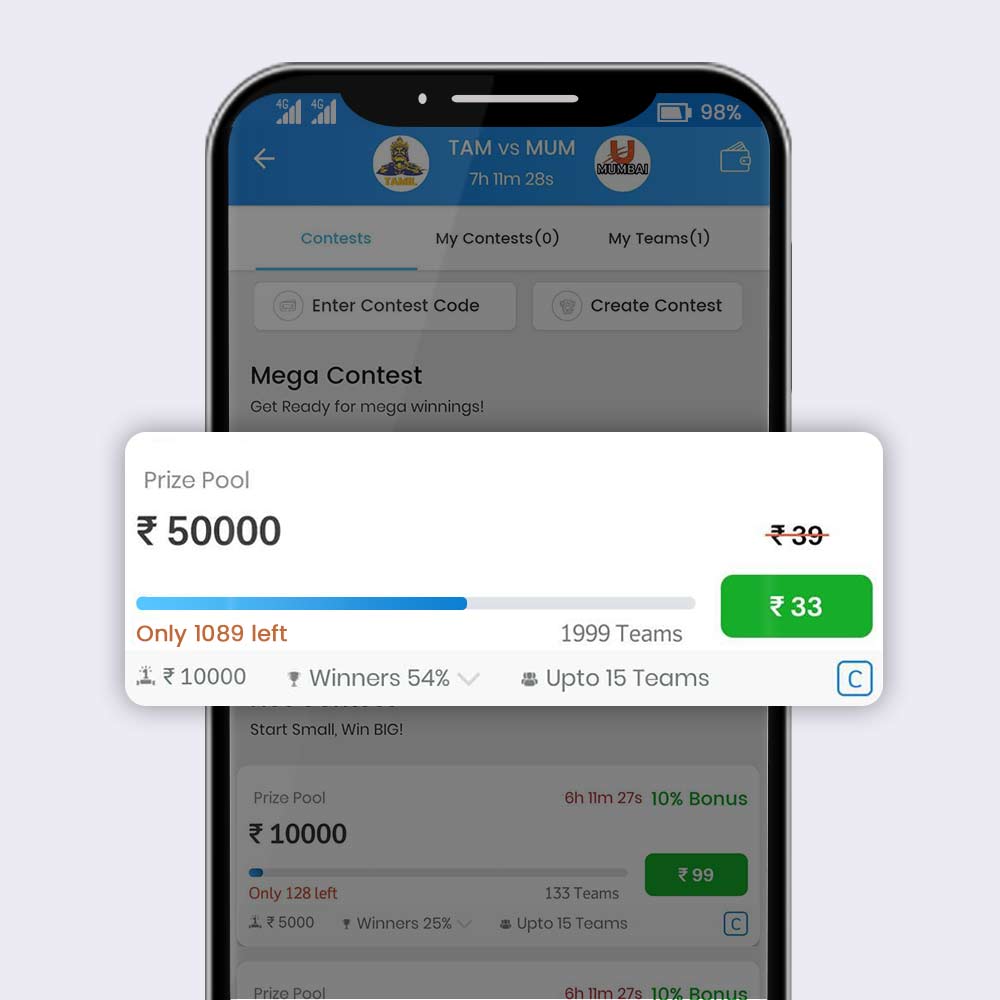 4G 4G 98%
TAM vs MUM
7h 11m 28s
TAMIL
U
MUMBAI
Contests My Contests(0) My Teams(1)
Enter Contest Code Create Contest
Mega Contest
Get Ready for mega winnings!
Prize Pool
₹ 50000 ₹ 39
₹ 33
Only 1089 left 1999 Teams
₹ 10000 Winners 54% Upto 15 Teams C
Start Small, Win BIG!
Prize Pool 6h 11m 27s 10% Bonus
₹ 10000
₹ 99
Only 128 left 133 Teams
₹ 5000 Winners 25% Upto 15 Teams C
Prize Pool 6h 11m 27s 10% Bonus